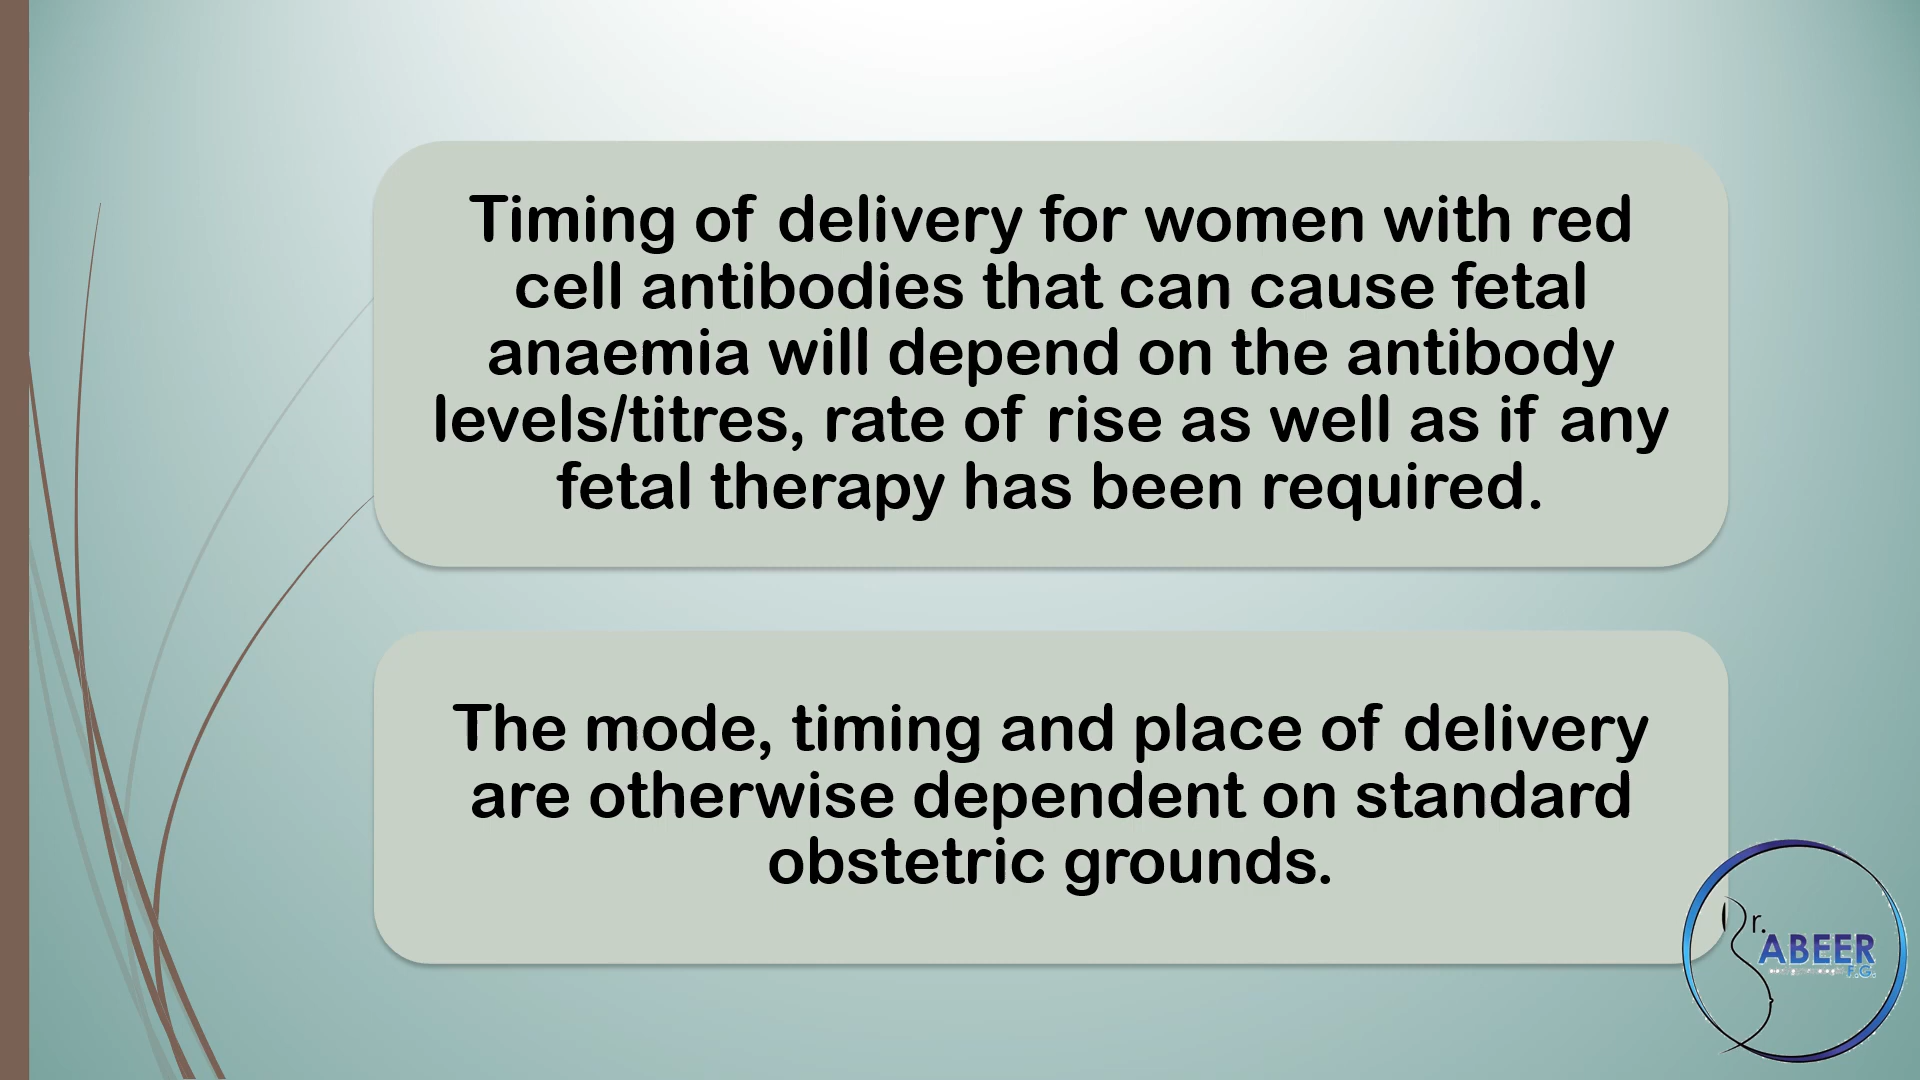 Timing of delivery for women with red
cell antibodies that can cause fetal
anaemia will depend on the antibody
levels/titres, rate of rise as well as if any
fetal therapy has been required.
The mode, timing and place of delivery
are otherwise dependent on standard
obstetric grounds.
Dr.
ABEER
F.G.